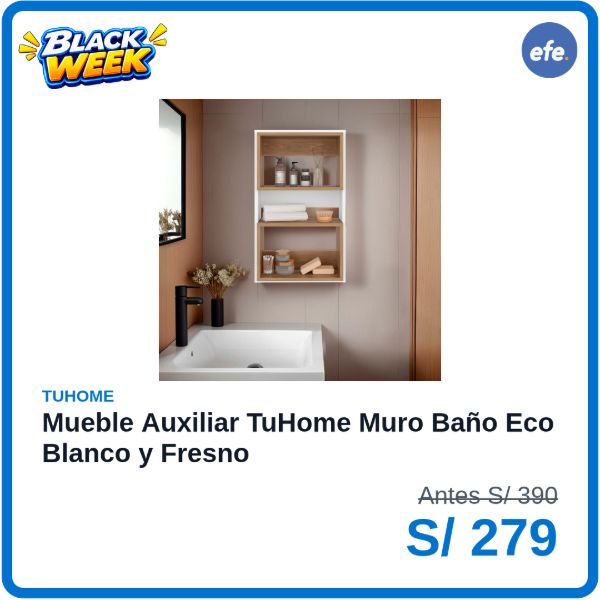 BLACK
WEEK
efe.
TUHOME
Mueble Auxiliar TuHome Muro Baño Eco
Blanco y Fresno
Antes S/ 390
S/ 279